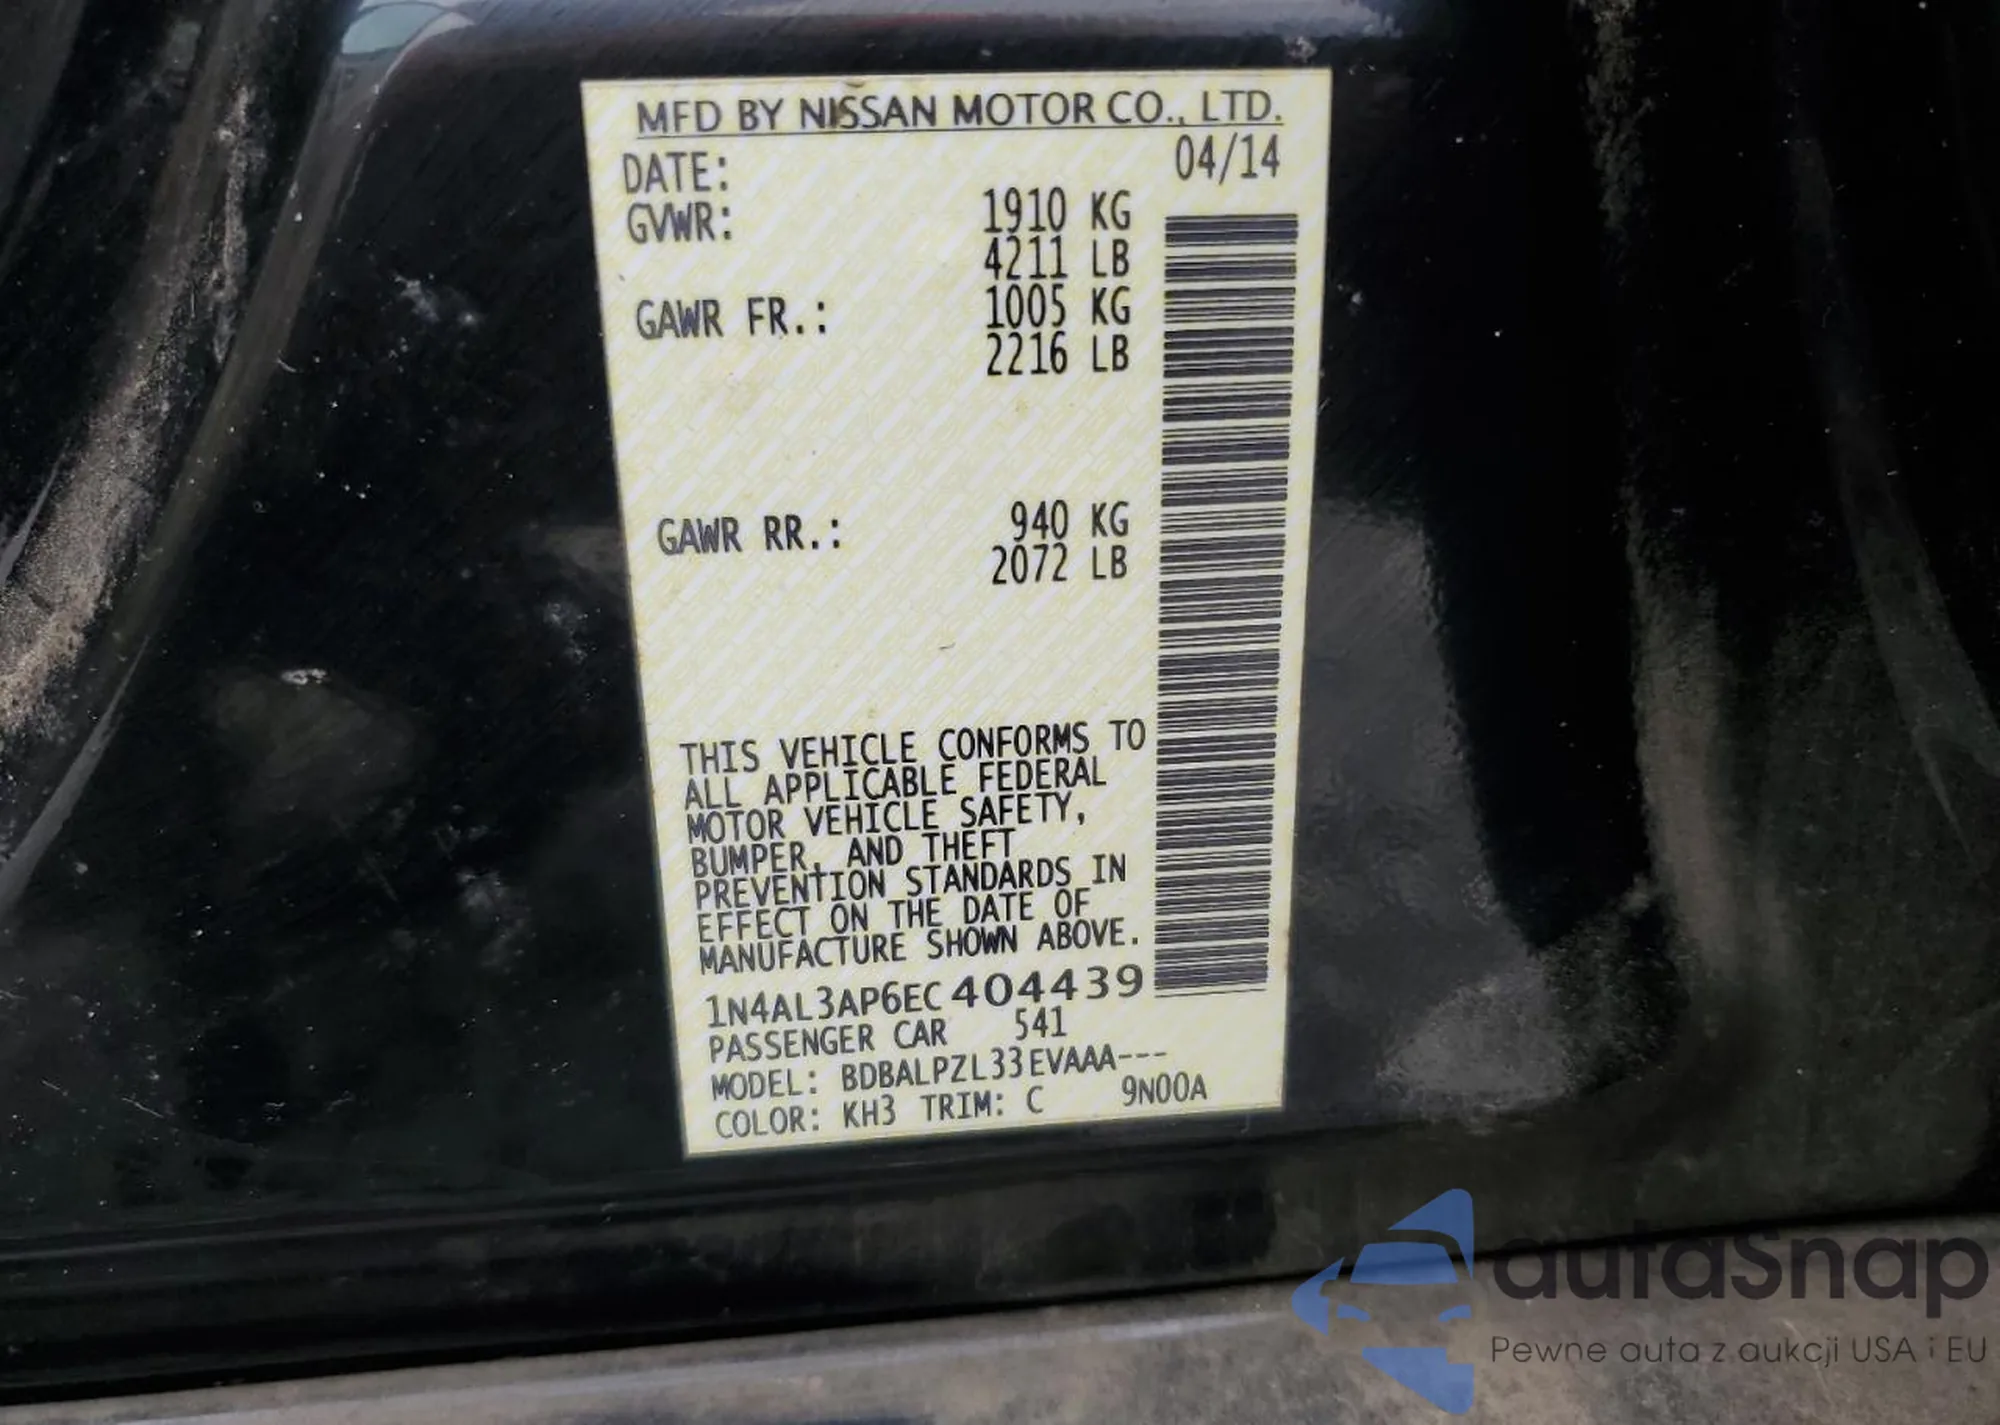 MFD BY NISSAN MOTOR CO., LTD.
DATE: 04/14
GVWR: 1910 KG
4211 LB
GAWR FR.: 1005 KG
2216 LB
GAWR RR.: 940 KG
2072 LB
THIS VEHICLE CONFORMS TO
ALL APPLICABLE FEDERAL
MOTOR VEHICLE SAFETY,
BUMPER, AND THEFT
PREVENTION STANDARDS IN
EFFECT ON THE DATE OF
MANUFACTURE SHOWN ABOVE.
1N4AL3AP6EC404439
PASSENGER CAR 541
MODEL: BDBALPZL33EVAAA---
COLOR: KH3 TRIM: C 9N00A
autaSnap
Pewne auta z aukcji USA i EU